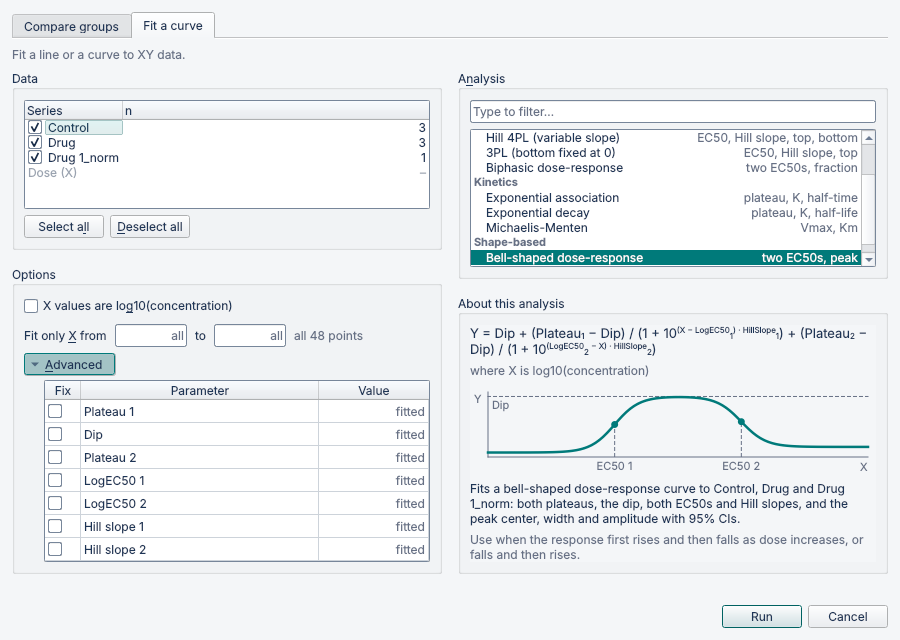 Compare groups
Fit a curve
Fit a line or a curve to XY data.
Data
Series n
Control 3
Drug 3
Drug 1_norm 1
Dose (X) –
Select all
Deselect all
Options
X values are log10(concentration)
Fit only X from all to all all 48 points
Advanced
Fix Parameter Value
Plateau 1 fitted
Dip fitted
Plateau 2 fitted
LogEC50 1 fitted
LogEC50 2 fitted
Hill slope 1 fitted
Hill slope 2 fitted
Analysis
Type to filter...
Hill 4PL (variable slope) EC50, Hill slope, top, bottom
3PL (bottom fixed at 0) EC50, Hill slope, top
Biphasic dose-response two EC50s, fraction
Kinetics
Exponential association plateau, K, half-time
Exponential decay plateau, K, half-life
Michaelis-Menten Vmax, Km
Shape-based
Bell-shaped dose-response two EC50s, peak
About this analysis
Y = Dip + (Plateau₁ − Dip) / (1 + 10^(X − LogEC50₁) · HillSlope₁) + (Plateau₂ −
Dip) / (1 + 10^(LogEC50₂ − X) · HillSlope₂)
where X is log10(concentration)
Y
Dip
EC50 1 EC50 2 X
Fits a bell-shaped dose-response curve to Control, Drug and Drug
1_norm: both plateaus, the dip, both EC50s and Hill slopes, and the
peak center, width and amplitude with 95% CIs.
Use when the response first rises and then falls as dose increases, or
falls and then rises.
Run
Cancel